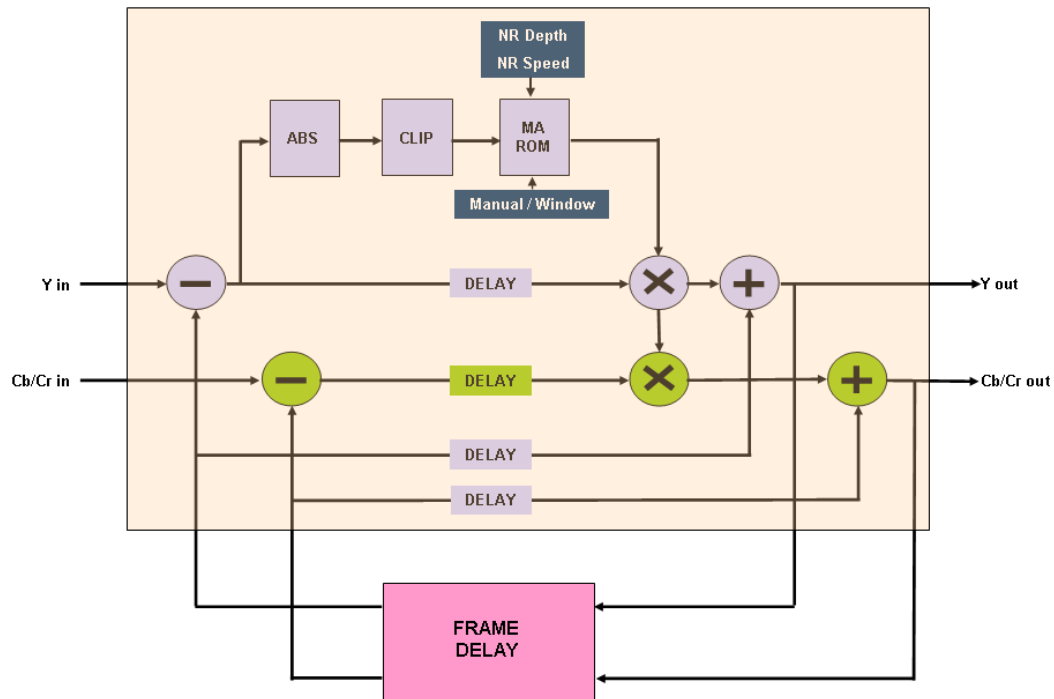 NR Depth
NR Speed
ABS
CLIP
MA
ROM
Manual / Window
Y in
DELAY
Y out
Cb/Cr in
DELAY
Cb/Cr out
DELAY
DELAY
FRAME
DELAY